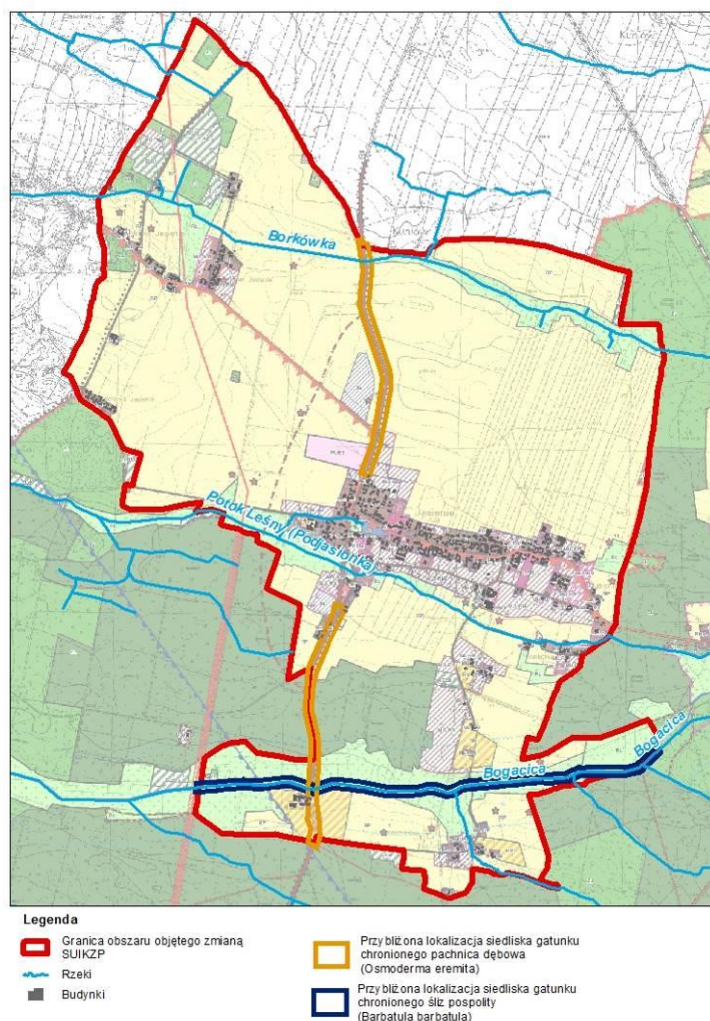 Borkówka
Potok Leśny (Podjasionka)
Bogacica
Bogacica
Legenda
Granica obszaru objętego zmianą
SUIKZP
Rzeki
Budynki
Przybliżona lokalizacja siedliska gatunku
chronionego pachnica dębowa
(Osmoderma eremita)
Przybliżona lokalizacja siedliska gatunku
chronionego śliz pospolity
(Barbatula barbatula)